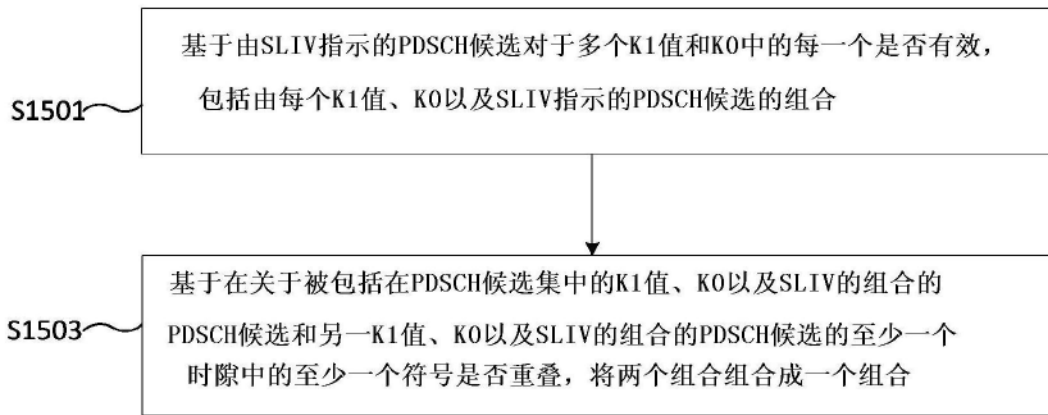 基于由SLIV指示的PDSCH候选对于多个K1值和K0中的每一个是否有效，
包括由每个K1值、K0以及SLIV指示的PDSCH候选的组合
S1501
基于在关于被包括在PDSCH候选集中的K1值、K0以及SLIV的组合的
PDSCH候选和另一K1值、K0以及SLIV的组合的PDSCH候选的至少一个
时隙中的至少一个符号是否重叠，将两个组合组合成一个组合
S1503